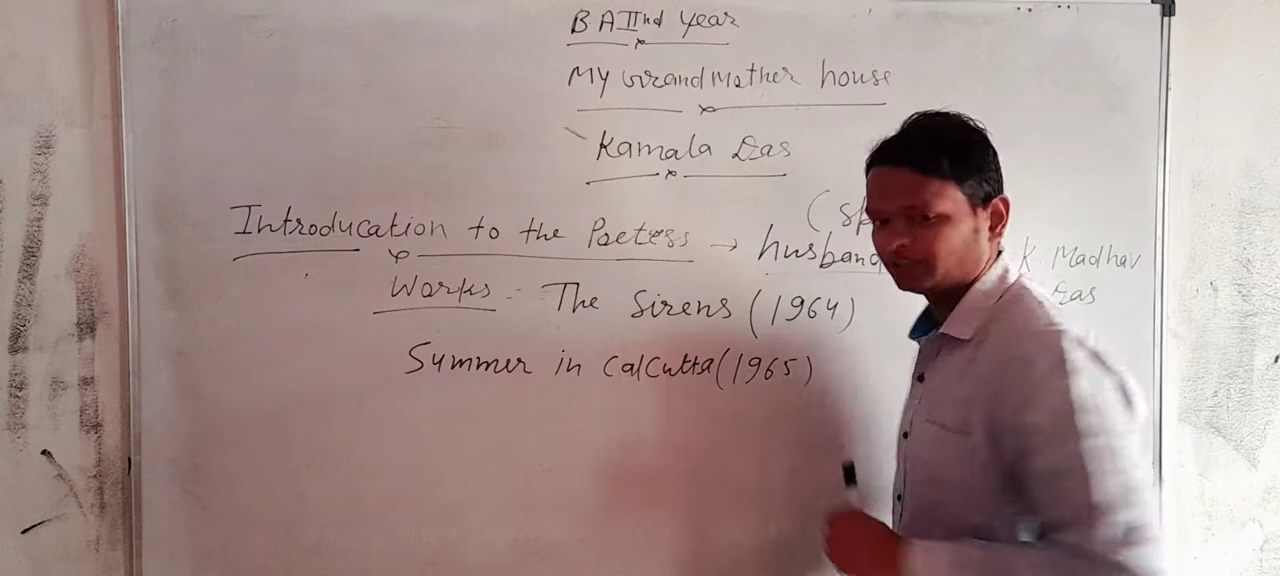 B.A IInd year
My Grandmother house
Kamala Das
Introducation to the Poetess → husband K. Madhav Das
Works - The Sirens (1964)
Summer in Calcutta (1965)